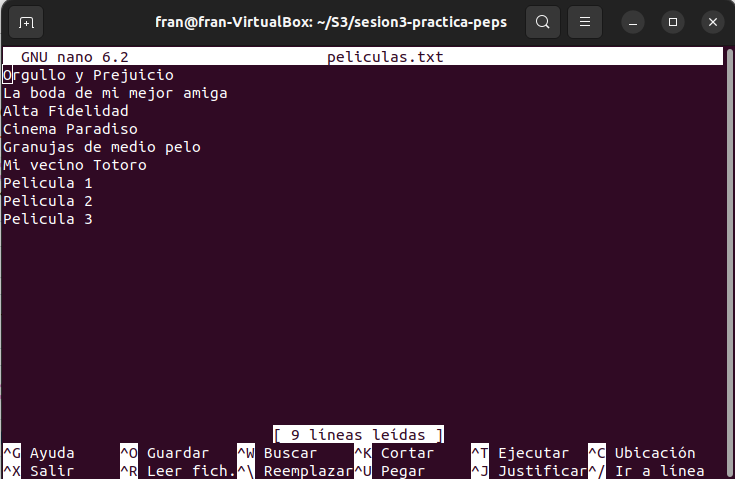 fran@fran-VirtualBox: ~/S3/sesion3-practica-peps
GNU nano 6.2 peliculas.txt
Orgullo y Prejuicio
La boda de mi mejor amiga
Alta Fidelidad
Cinema Paradiso
Granujas de medio pelo
Mi vecino Totoro
Pelicula 1
Pelicula 2
Pelicula 3
[ 9 líneas leídas ]
^G Ayuda ^O Guardar ^W Buscar ^K Cortar ^T Ejecutar ^C Ubicación
^X Salir ^R Leer fich. ^\ Reemplazar ^U Pegar ^J Justificar ^/ Ir a línea